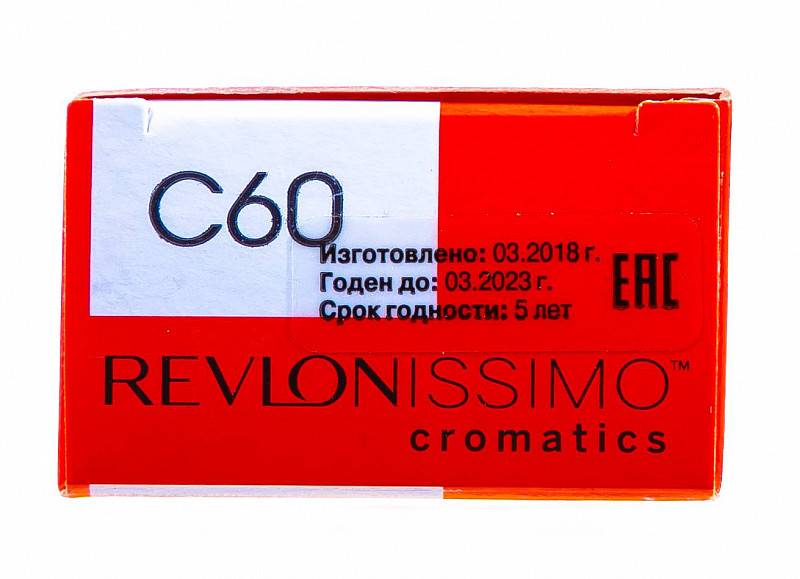 C60
Изготовлено: 03.2018 г.
Годен до: 03.2023 г.
Срок годности: 5 лет
EAC
REVLONISSIMO™
cromatics